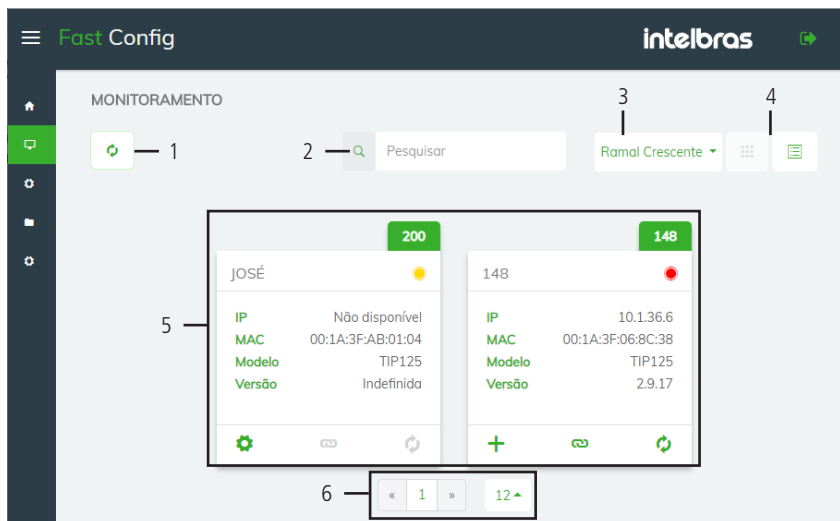 Fast Config
intelbras
MONITORAMENTO
3
4
1
2
Pesquisar
Ramal Crescente
5
200
JOSÉ
IP Não disponível
MAC 00:1A:3F:AB:01:04
Modelo TIP125
Versão Indefinida
148
148
IP 10.1.36.6
MAC 00:1A:3F:06:8C:38
Modelo TIP125
Versão 2.9.17
6
« 1 »
12